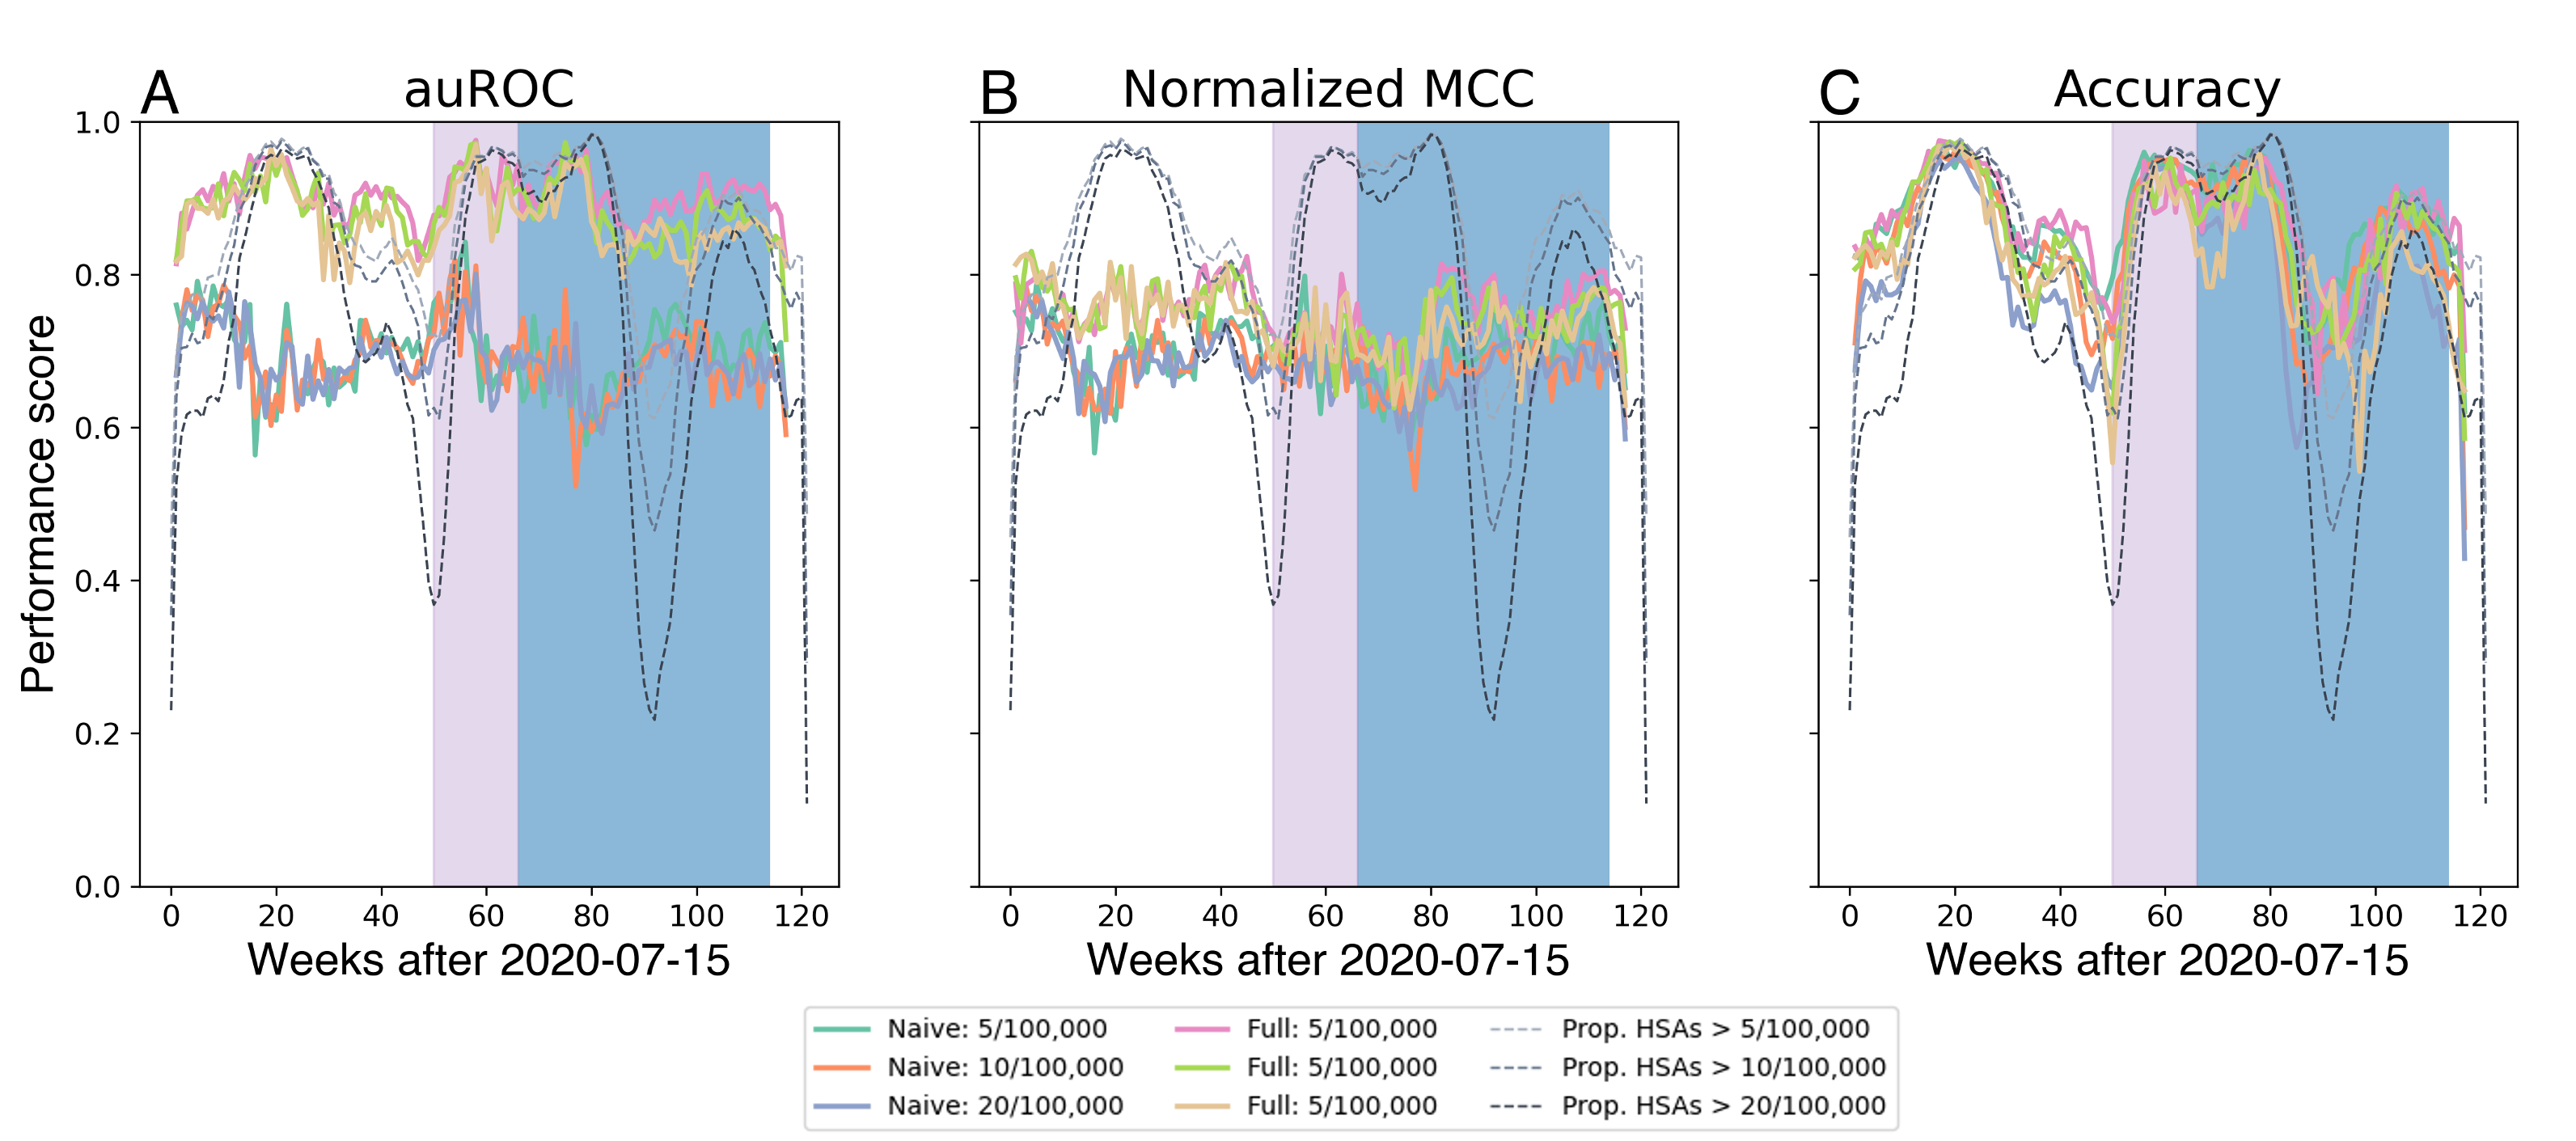 A auROC
B Normalized MCC
C Accuracy
Performance score
1.0
0.8
0.6
0.4
0.2
0.0
0 20 40 60 80 100 120
0 20 40 60 80 100 120
0 20 40 60 80 100 120
Weeks after 2020-07-15
Weeks after 2020-07-15
Weeks after 2020-07-15
Naive: 5/100,000
Naive: 10/100,000
Naive: 20/100,000
Full: 5/100,000
Full: 5/100,000
Full: 5/100,000
Prop. HSAs > 5/100,000
Prop. HSAs > 10/100,000
Prop. HSAs > 20/100,000